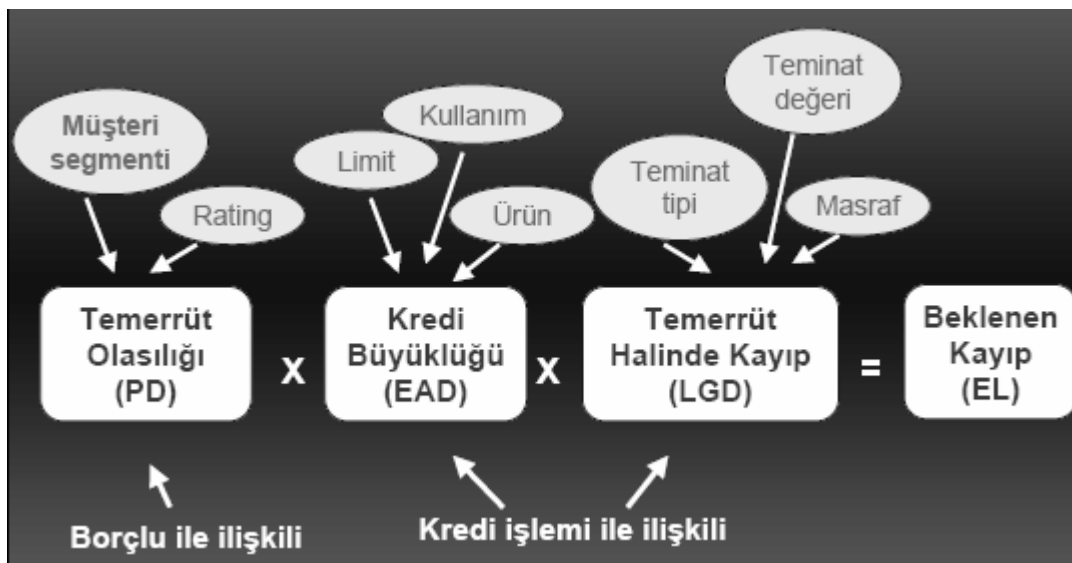 Müşteri
segmenti
Rating
Limit
Kullanım
Ürün
Teminat
tipi
Teminat
değeri
Masraf
Temerrüt
Olasılığı
(PD)
x
Kredi
Büyüklüğü
(EAD)
x
Temerrüt
Halinde Kayıp
(LGD)
=
Beklenen
Kayıp
(EL)
Borçlu ile ilişkili
Kredi işlemi ile ilişkili